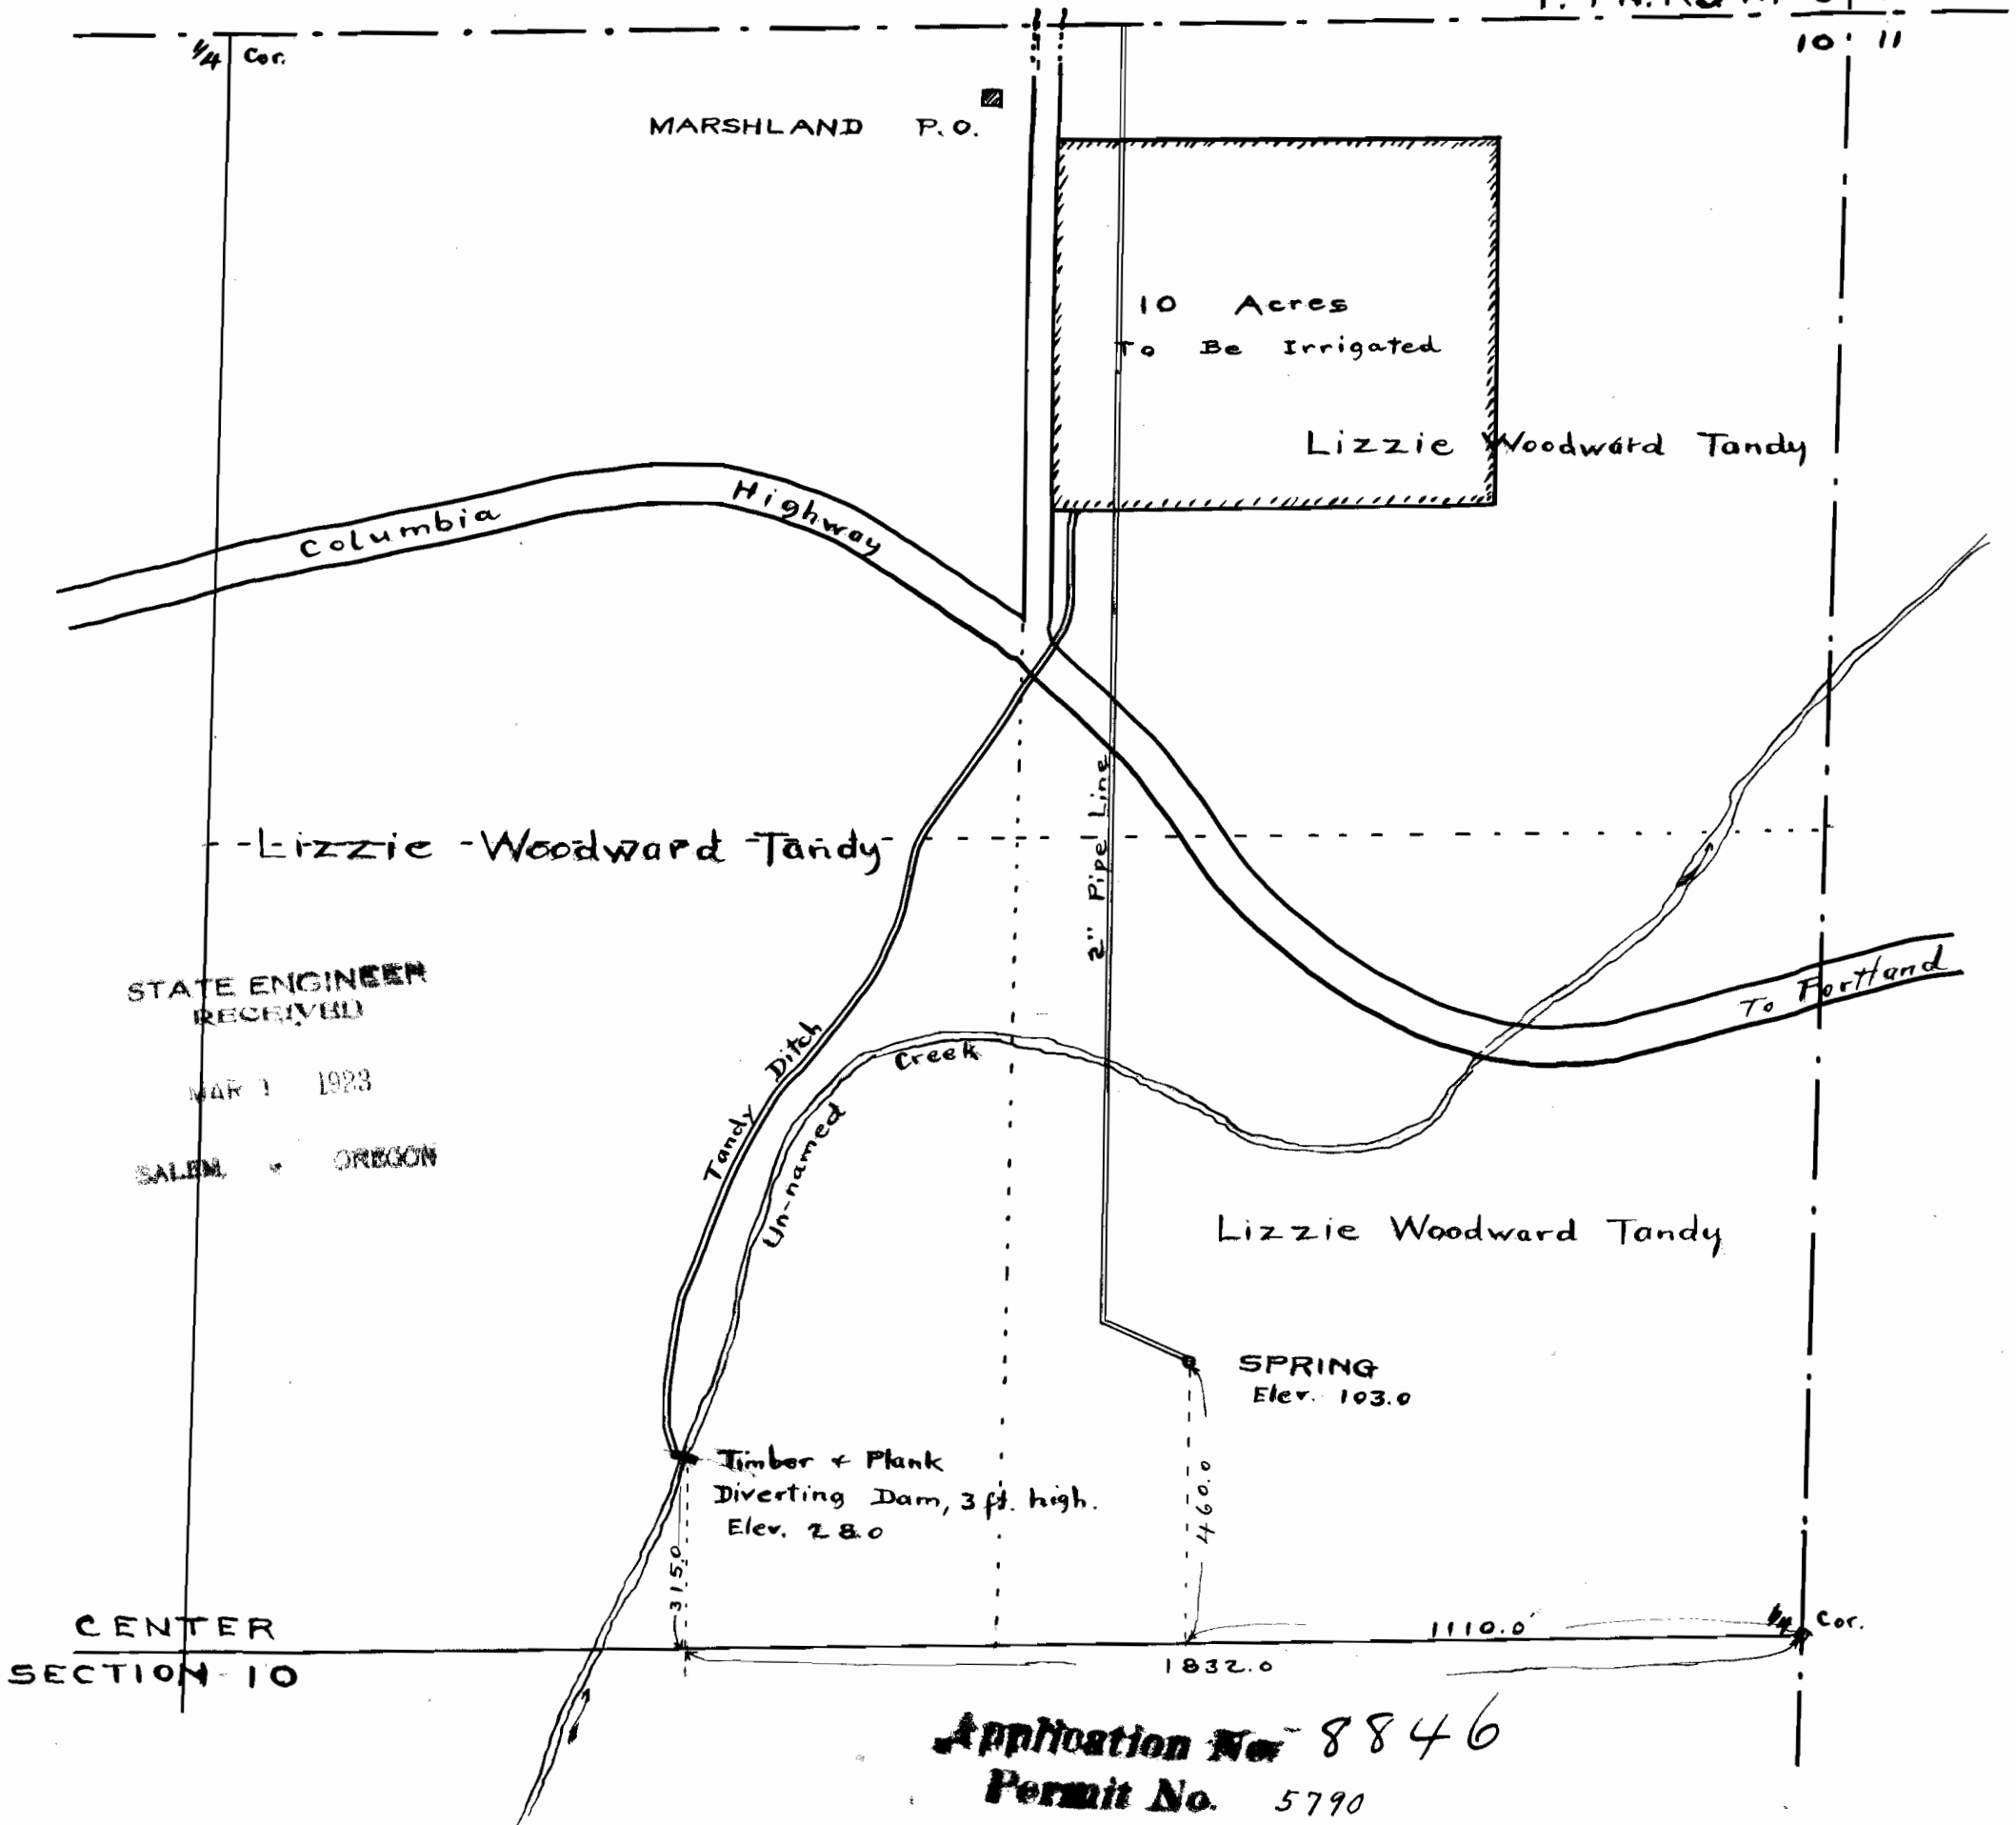 1/4 Cor.
10 11
MARSHLAND P.O.
10 Acres
To Be Irrigated
Lizzie Woodward Tandy
Columbia Highway
2" Pipe Line
Lizzie Woodward Tandy
STATE ENGINEER
RECEIVED
MAR 1 1923
SALEM, OREGON
To Portland
Tandy Ditch
Un-named Creek
Lizzie Woodward Tandy
SPRING
Elev. 103.0
Timber & Plank
Diverting Dam, 3 ft. high.
Elev. 28.0
315.0
460.0
CENTER
SECTION 10
1110.0'
1/4 Cor.
1832.0
Application No. 8846
Permit No. 5790